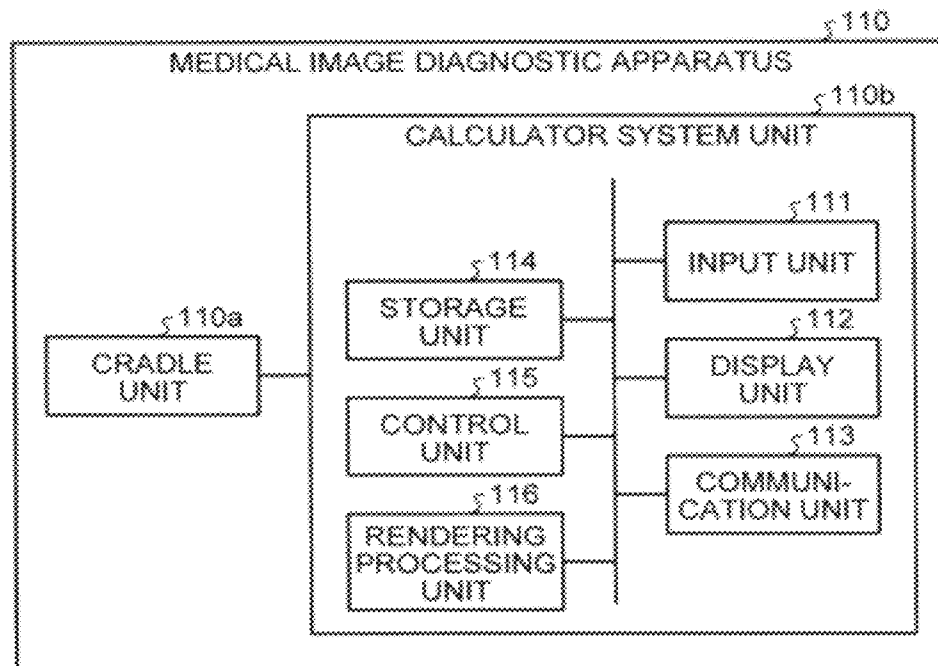 110
MEDICAL IMAGE DIAGNOSTIC APPARATUS
110b
CALCULATOR SYSTEM UNIT
111
INPUT UNIT
114
STORAGE
UNIT
110a
CRADLE
UNIT
112
DISPLAY
UNIT
115
CONTROL
UNIT
113
COMMUNI-
CATION UNIT
116
RENDERING
PROCESSING
UNIT